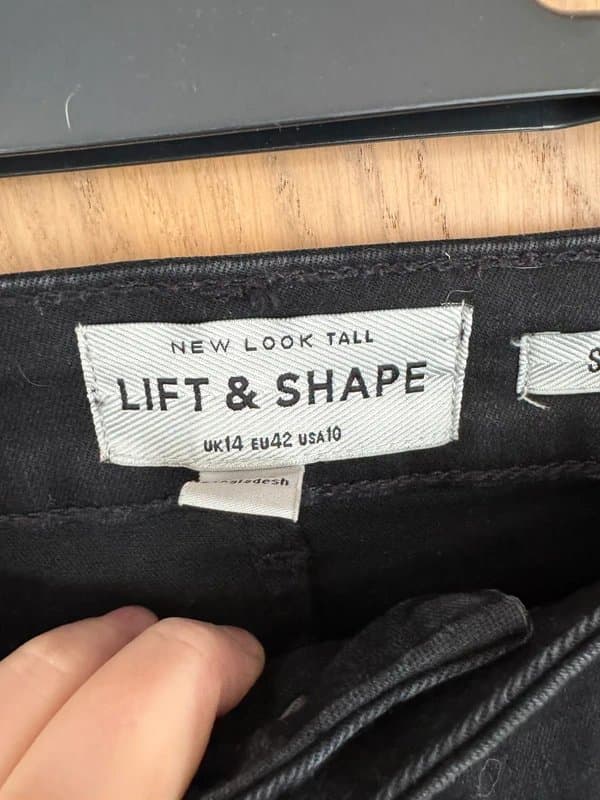 NEW LOOK TALL
LIFT & SHAPE
UK14 EU42 USA10